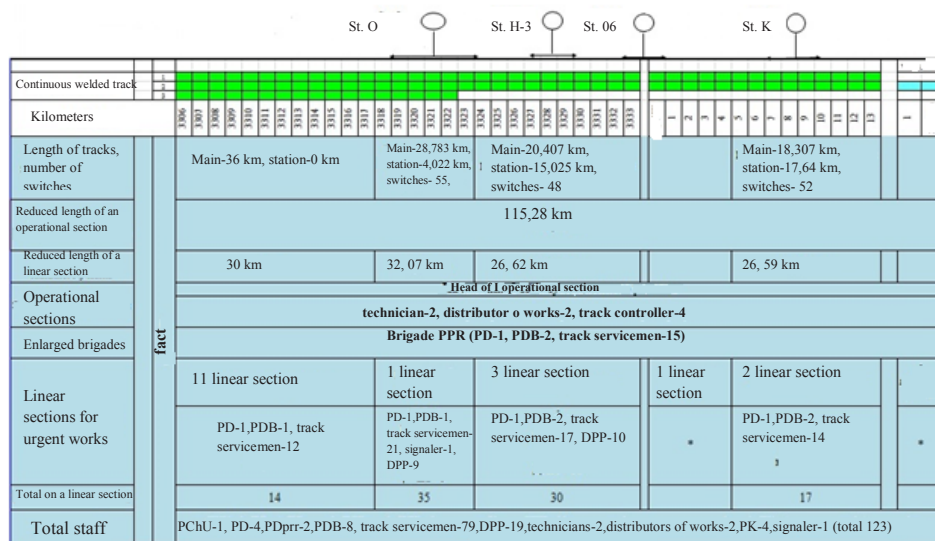 St. O
St. H-3
St. 06
St. K
Continuous welded track
Kilometers
3306
3307
3308
3309
3310
3311
3312
3313
3314
3315
3316
3317
3318
3319
3320
3321
3322
3323
3324
3325
3326
3327
3328
3329
3330
3331
3332
3333
1
2
3
4
5
6
7
8
9
10
11
12
13
1
Length of tracks,
number of
switches
Main-36 km, station-0 km
Main-28,783 km,
station-4,022 km,
switches- 55,
Main-20,407 km,
station-15,025 km,
switches- 48
Main-18,307 km,
station-17,64 km,
switches- 52
Reduced length of an
operational section
115,28 km
Reduced length of a
linear section
30 km
32, 07 km
26, 62 km
26, 59 km
Operational
sections
* Head of I operational section
technician-2, distributor o works-2, track controller-4
Enlarged brigades
Brigade PPR (PD-1, PDB-2, track servicemen-15)
fact
Linear
sections for
urgent works
11 linear section
1 linear
section
3 linear section
1 linear
section
2 linear section
PD-1,PDB-1, track
servicemen-12
PD-1,PDB-1,
track servicemen-
21, signaler-1,
DPP-9
PD-1,PDB-2, track
servicemen-17, DPP-10
*
PD-1,PDB-2, track
servicemen-14
*
Total on a linear section
14
35
30
17
Total staff
PChU-1, PD-4,PDprr-2,PDB-8, track servicemen-79,DPP-19,technicians-2,distributors of works-2,PK-4,signaler-1 (total 123)